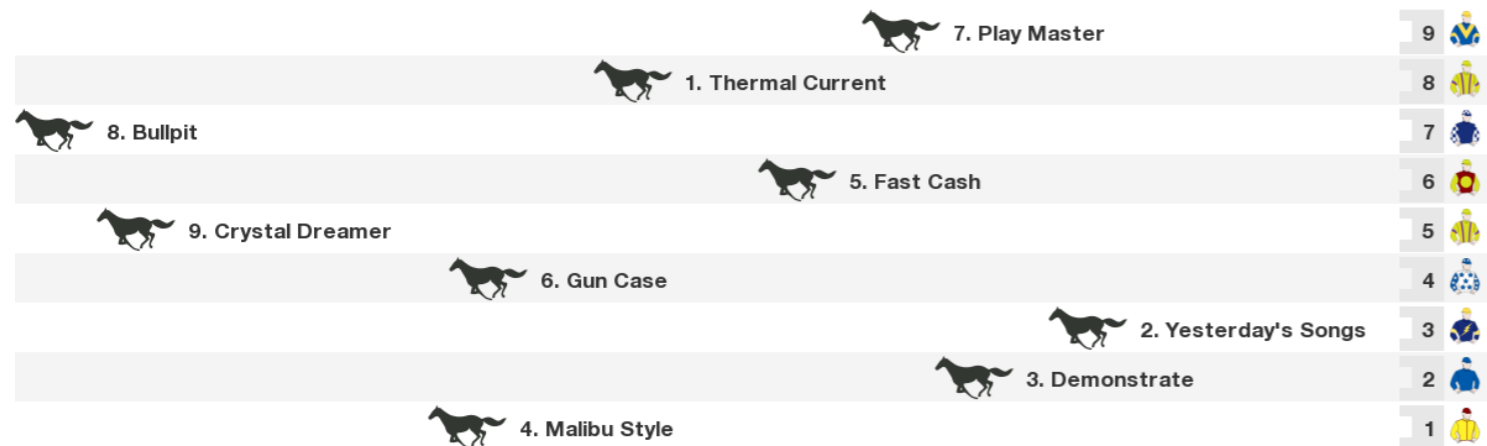 7. Play Master 9
1. Thermal Current 8
8. Bullpit 7
5. Fast Cash 6
9. Crystal Dreamer 5
6. Gun Case 4
2. Yesterday's Songs 3
3. Demonstrate 2
4. Malibu Style 1